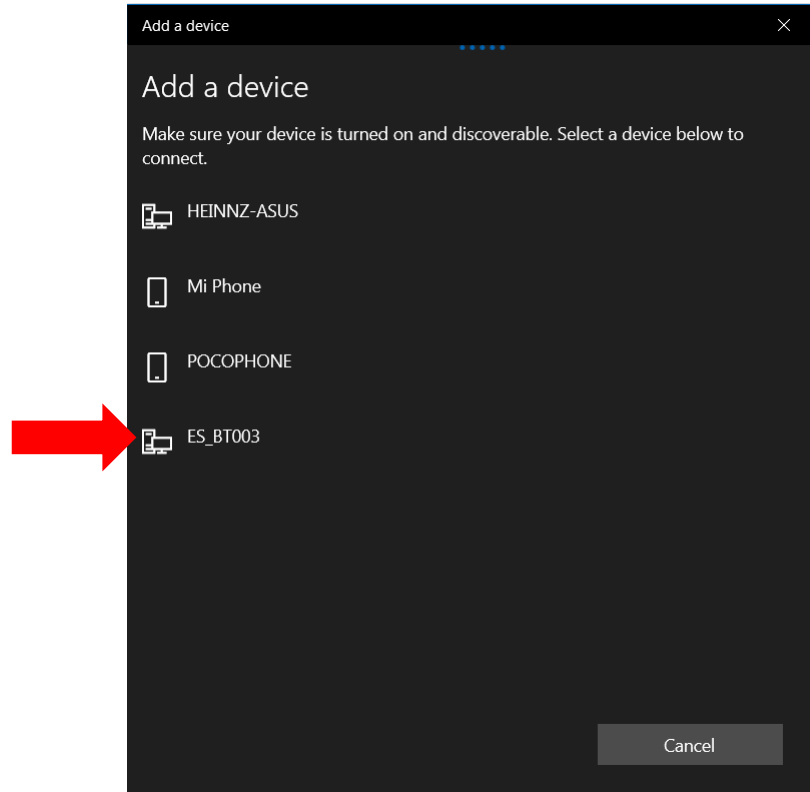 Add a device
Add a device
Make sure your device is turned on and discoverable. Select a device below to
connect.
HEINNZ-ASUS
Mi Phone
POCOPHONE
ES_BT003
Cancel